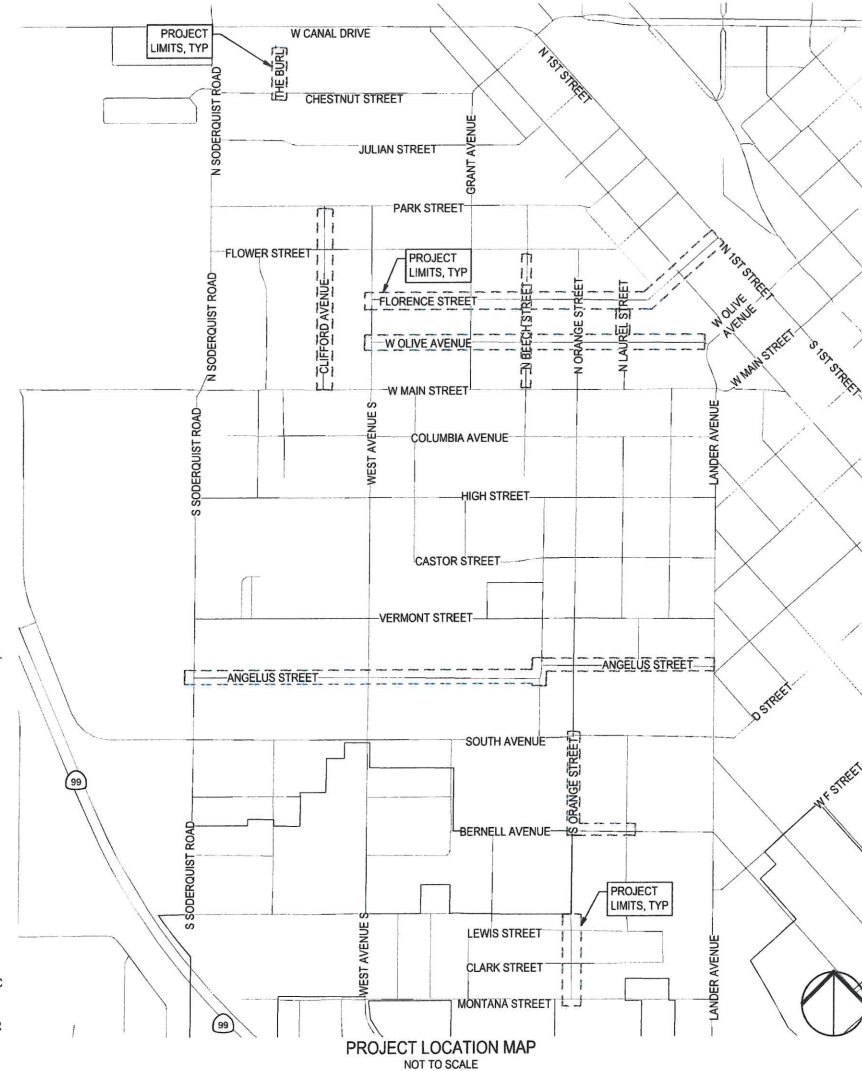 PROJECT
LIMITS, TYP
W CANAL DRIVE
THE BURL
N 1ST STREET
CHESTNUT STREET
N SODERQUIST ROAD
GRANT AVENUE
JULIAN STREET
PARK STREET
FLOWER STREET
PROJECT
LIMITS, TYP
CLIFFORD AVENUE
FLORENCE STREET
N BEECH STREET
N ORANGE STREET
N LAUREL STREET
N 1ST STREET
N SODERQUIST ROAD
W OLIVE AVENUE
W OLIVE
AVENUE
W MAIN STREET
S 1ST STREET
W MAIN STREET
S SODERQUIST ROAD
WEST AVENUE S
COLUMBIA AVENUE
LANDER AVENUE
HIGH STREET
CASTOR STREET
VERMONT STREET
ANGELUS STREET
ANGELUS STREET
D STREET
SOUTH AVENUE
99
S ORANGE STREET
W F STREET
BERNELL AVENUE
S SODERQUIST ROAD
PROJECT
LIMITS, TYP
WEST AVENUE S
LEWIS STREET
CLARK STREET
LANDER AVENUE
MONTANA STREET
99
PROJECT LOCATION MAP
NOT TO SCALE